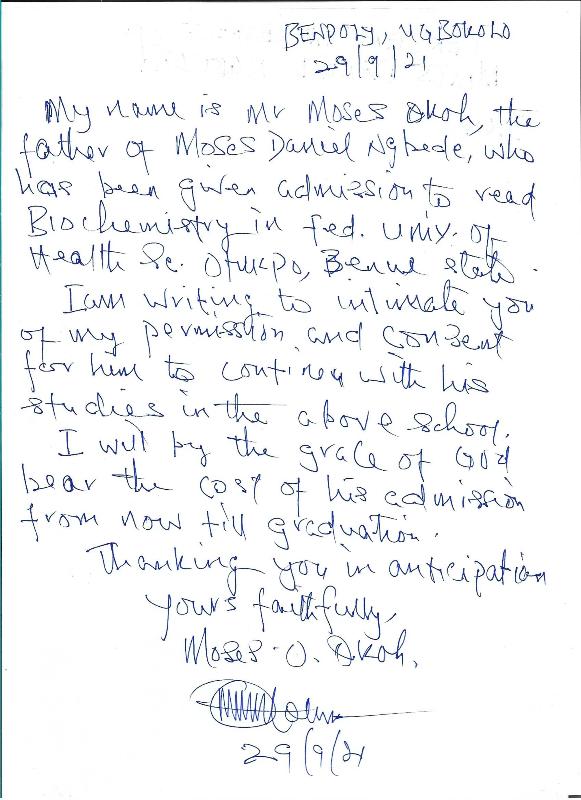 BENPOLY, UGBOKOLO
29/9/21
My name is Mr Moses Okoh, the
father of Moses Daniel Ngbede, who
has been given admission to read
Biochemistry in Fed. Univ. of
Health Sc. Otukpo, Benue state.
I am writing to intimate you
of my permission and consent
for him to continue with his
studies in the above school.
I will by the grace of God
bear the cost of his admission
from now till graduation.
Thanking you in anticipation
yours faithfully,
Moses. O. Okoh.
29/9/21